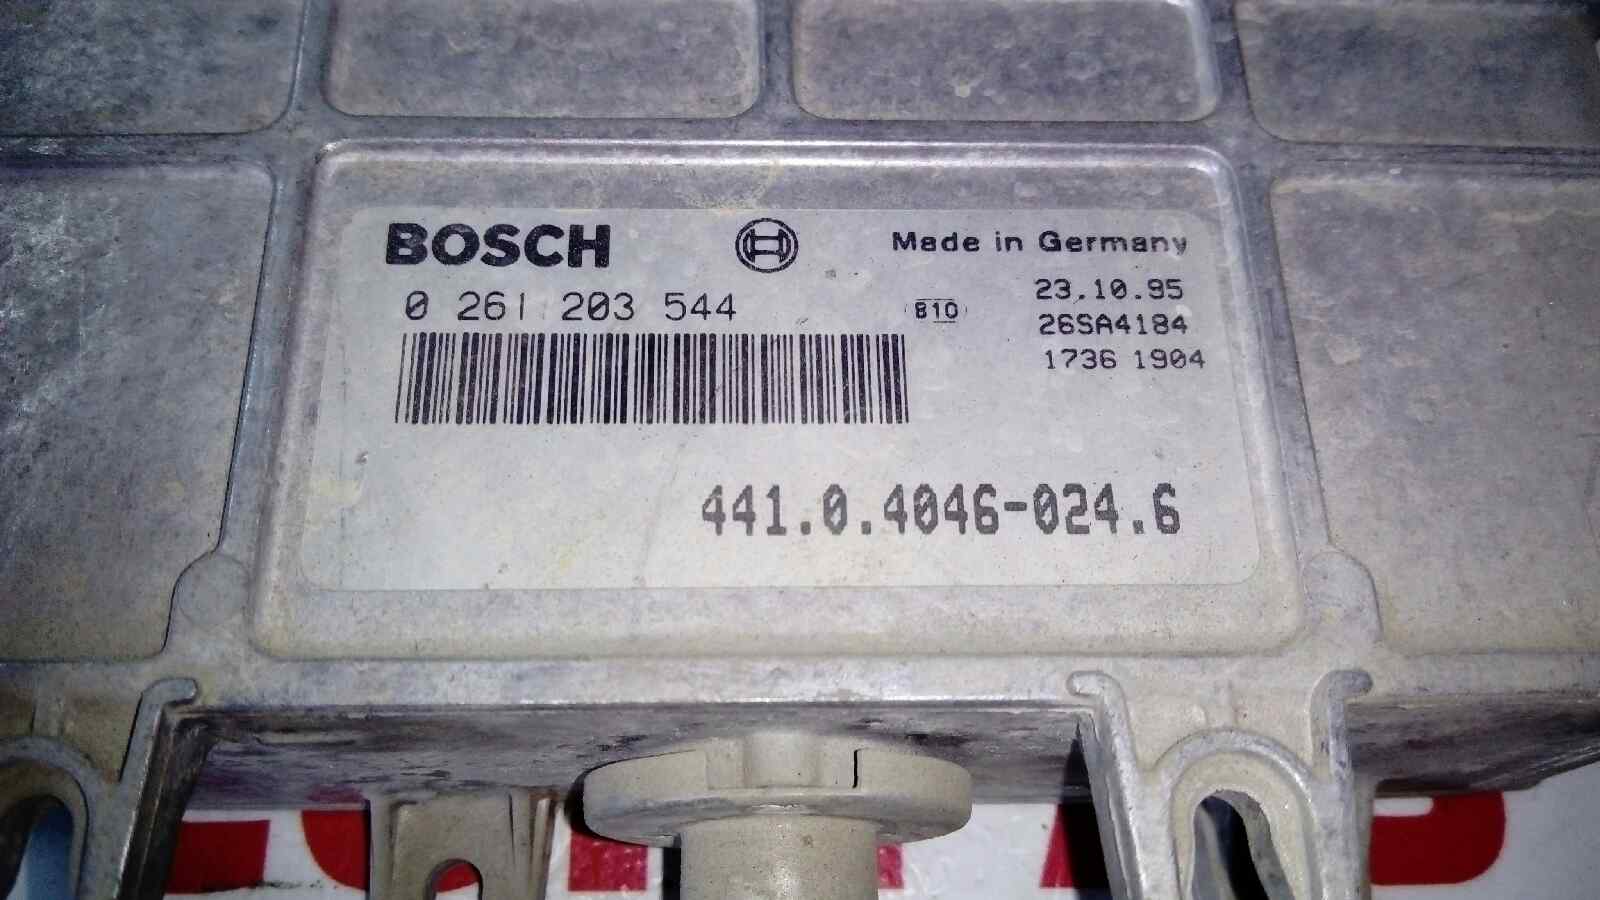 BOSCH Made in Germany
0 261 203 544 810 23.10.95
26SA4184
1736 1904
441.0.4046-024.6